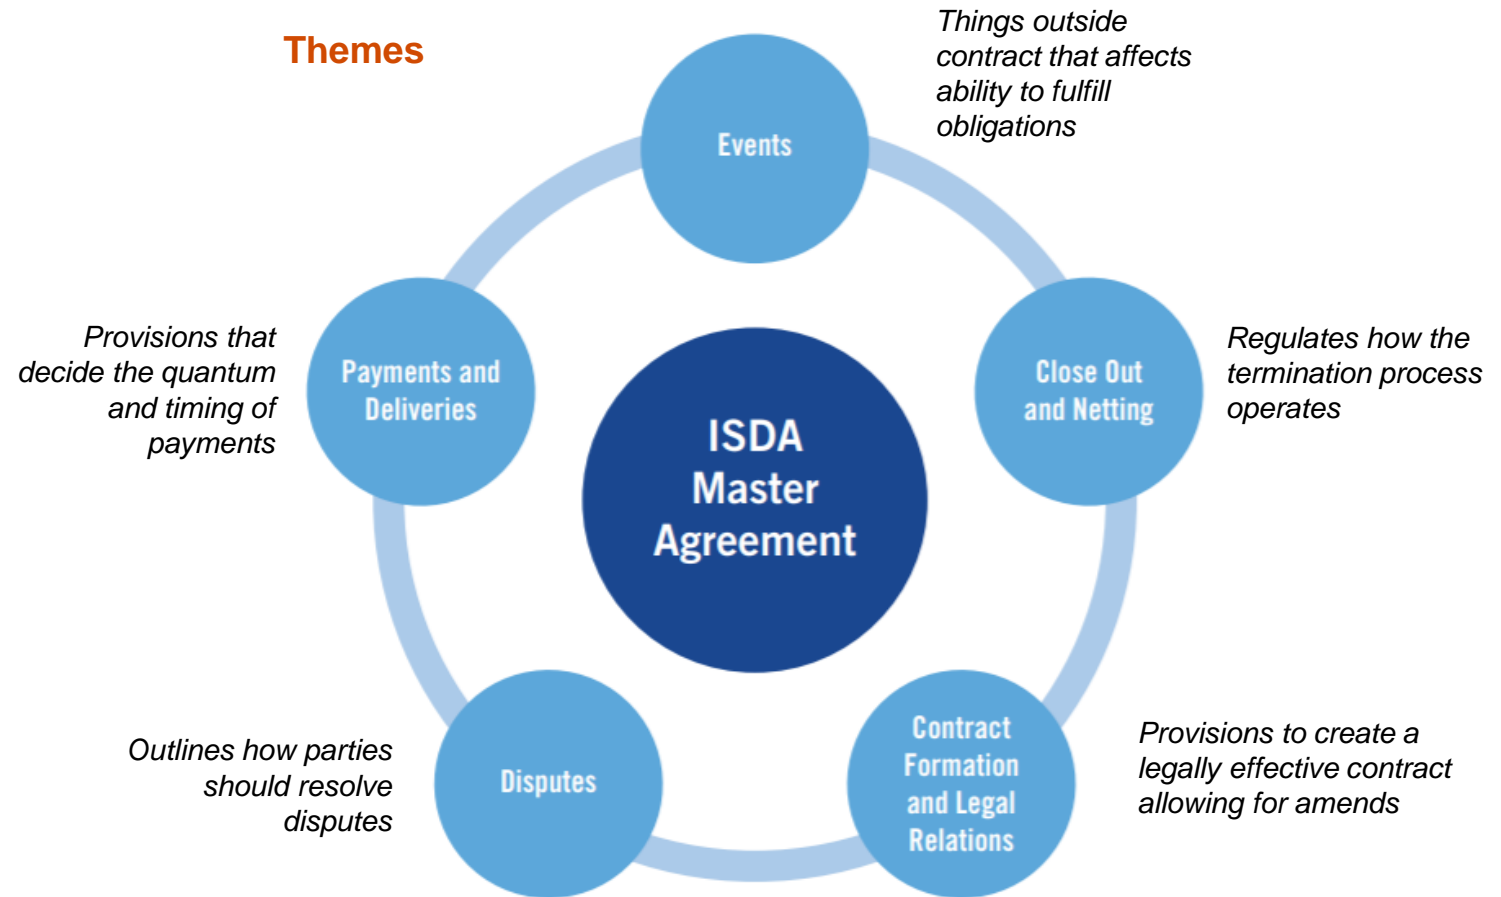 Themes
Things outside
contract that affects
ability to fulfill
obligations
Events
Provisions that
decide the quantum
and timing of
payments
Payments and
Deliveries
Close Out
and Netting
Regulates how the
termination process
operates
ISDA
Master
Agreement
Outlines how parties
should resolve
disputes
Disputes
Contract
Formation
and Legal
Relations
Provisions to create a
legally effective contract
allowing for amends